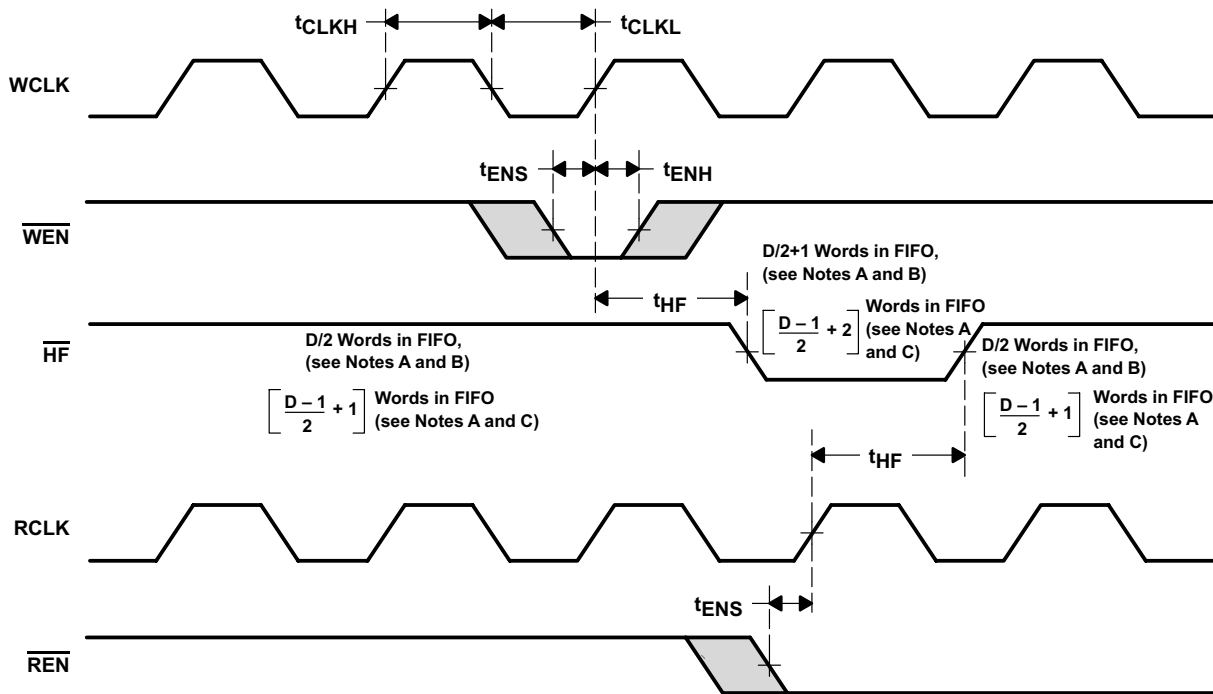 tCLKH
tCLKL
WCLK
tENS
tENH
WEN
D/2+1 Words in FIFO,
(see Notes A and B)
tHF
[ D – 1 / 2 + 2 ] Words in FIFO
(see Notes A
and C)
HF
D/2 Words in FIFO,
(see Notes A and B)
[ D – 1 / 2 + 1 ] Words in FIFO
(see Notes A and C)
D/2 Words in FIFO,
(see Notes A and B)
[ D – 1 / 2 + 1 ] Words in FIFO
(see Notes A
and C)
tHF
RCLK
tENS
REN